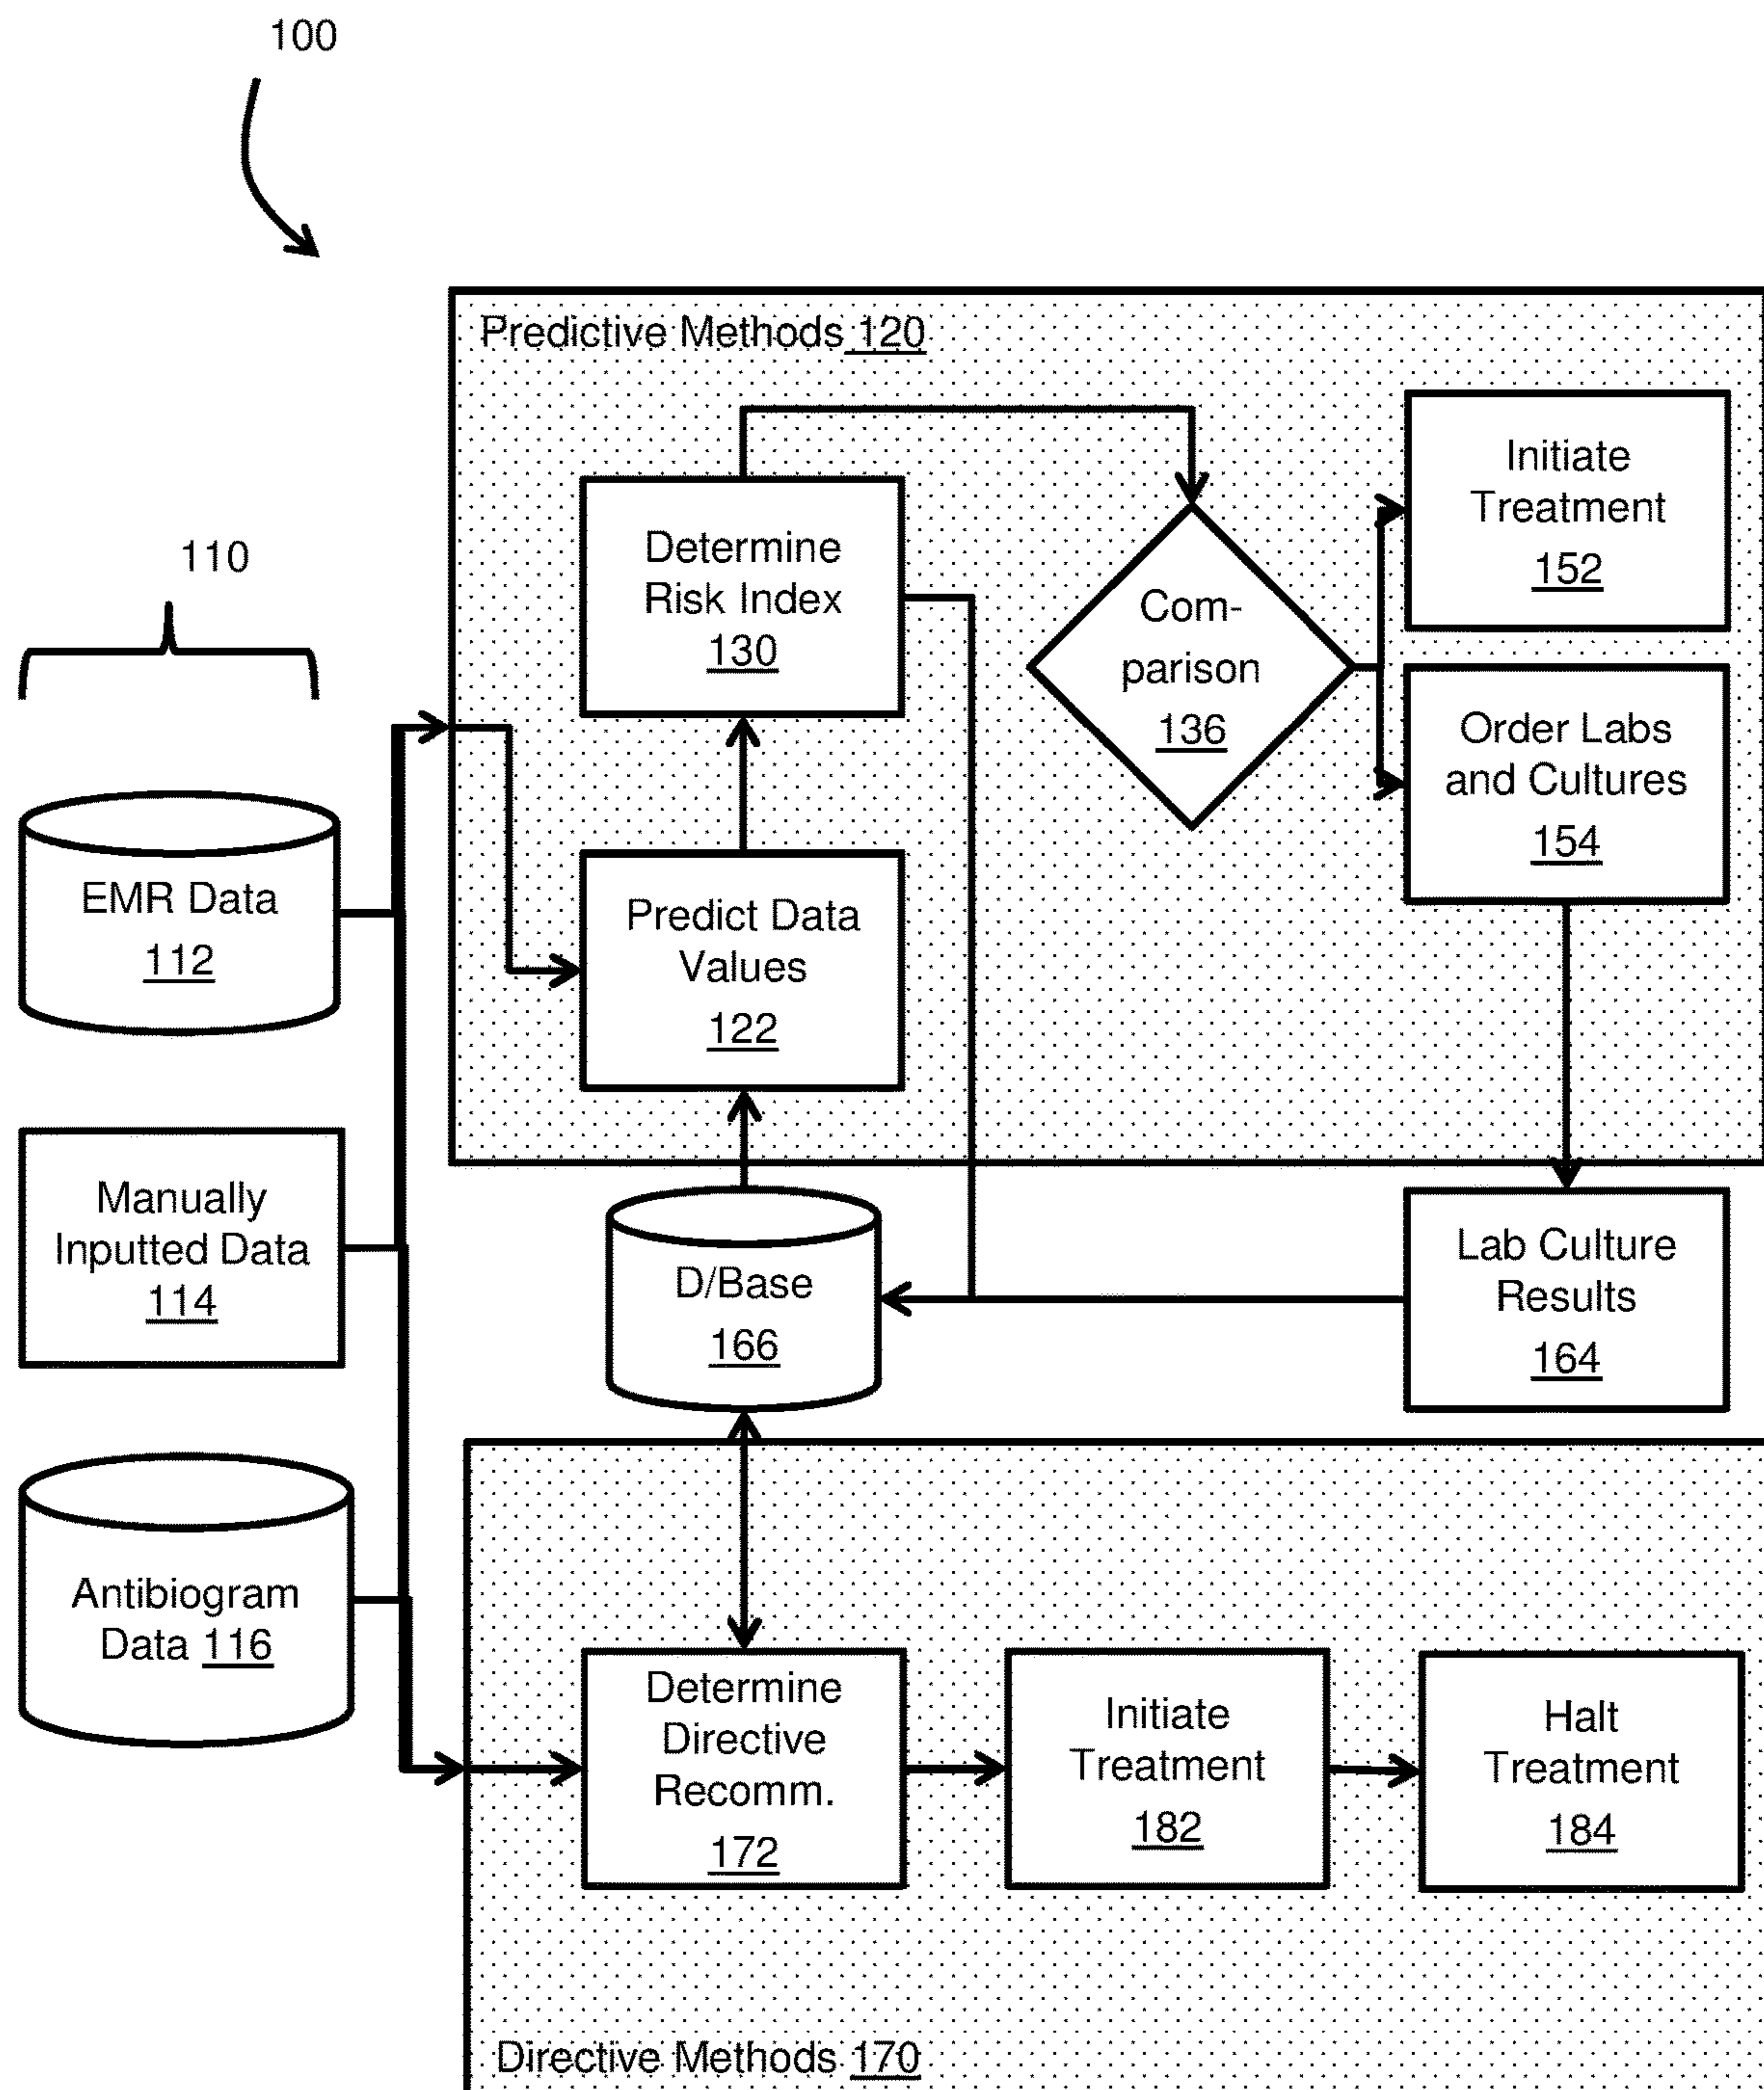 100
Predictive Methods 120
Determine
Risk Index
130
Com-
parison
136
Initiate
Treatment
152
Order Labs
and Cultures
154
110
EMR Data
112
Predict Data
Values
122
Manually
Inputted Data
114
D/Base
166
Lab Culture
Results
164
Antibiogram
Data 116
Determine
Directive
Recomm.
172
Initiate
Treatment
182
Halt
Treatment
184
Directive Methods 170